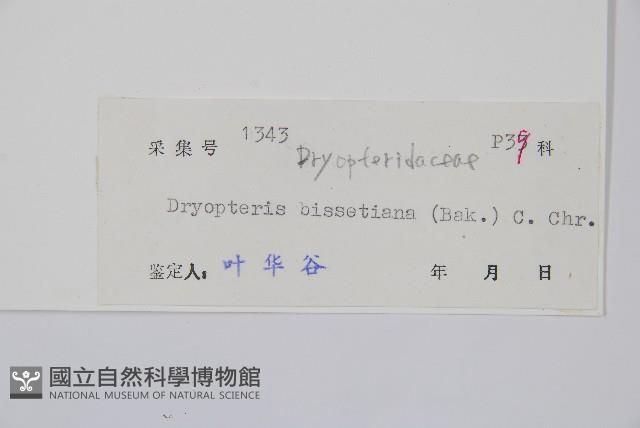 采集号 1343 Dryopteridaceae P39 科
Dryopteris bissetiana (Bak.) C. Chr.
鉴定人: 叶华谷 年 月 日
國立自然科學博物館
NATIONAL MUSEUM OF NATURAL SCIENCE